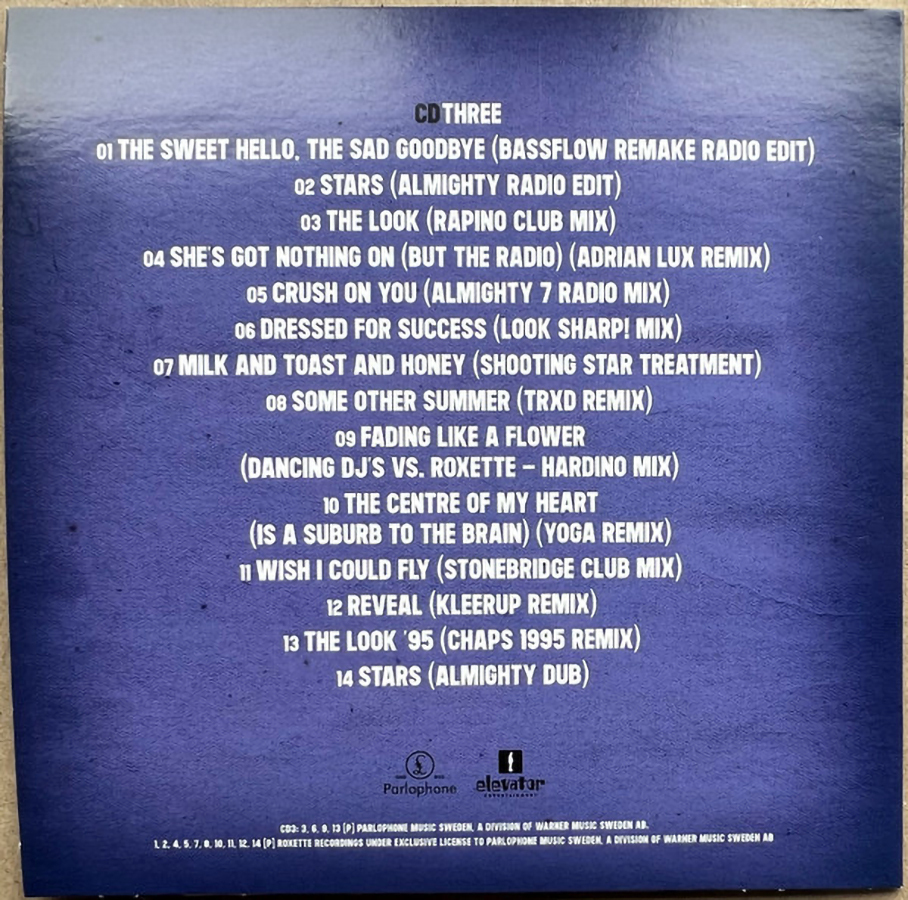 CD THREE
01 THE SWEET HELLO, THE SAD GOODBYE (BASSFLOW REMAKE RADIO EDIT)
02 STARS (ALMIGHTY RADIO EDIT)
03 THE LOOK (RAPINO CLUB MIX)
04 SHE'S GOT NOTHING ON (BUT THE RADIO) (ADRIAN LUX REMIX)
05 CRUSH ON YOU (ALMIGHTY 7 RADIO MIX)
06 DRESSED FOR SUCCESS (LOOK SHARP! MIX)
07 MILK AND TOAST AND HONEY (SHOOTING STAR TREATMENT)
08 SOME OTHER SUMMER (TRXD REMIX)
09 FADING LIKE A FLOWER
(DANCING DJ'S VS. ROXETTE – HARDINO MIX)
10 THE CENTRE OF MY HEART
(IS A SUBURB TO THE BRAIN) (YOGA REMIX)
11 WISH I COULD FLY (STONEBRIDGE CLUB MIX)
12 REVEAL (KLEERUP REMIX)
13 THE LOOK '95 (CHAPS 1995 REMIX)
14 STARS (ALMIGHTY DUB)
£
Parlophone
elevator
ENTERTAINMENT
CD3: 3, 6, 9, 13 [P] PARLOPHONE MUSIC SWEDEN, A DIVISION OF WARNER MUSIC SWEDEN AB.
1, 2, 4, 5, 7, 8, 10, 11, 12, 14 [P] ROXETTE RECORDINGS UNDER EXCLUSIVE LICENSE TO PARLOPHONE MUSIC SWEDEN, A DIVISION OF WARNER MUSIC SWEDEN AB